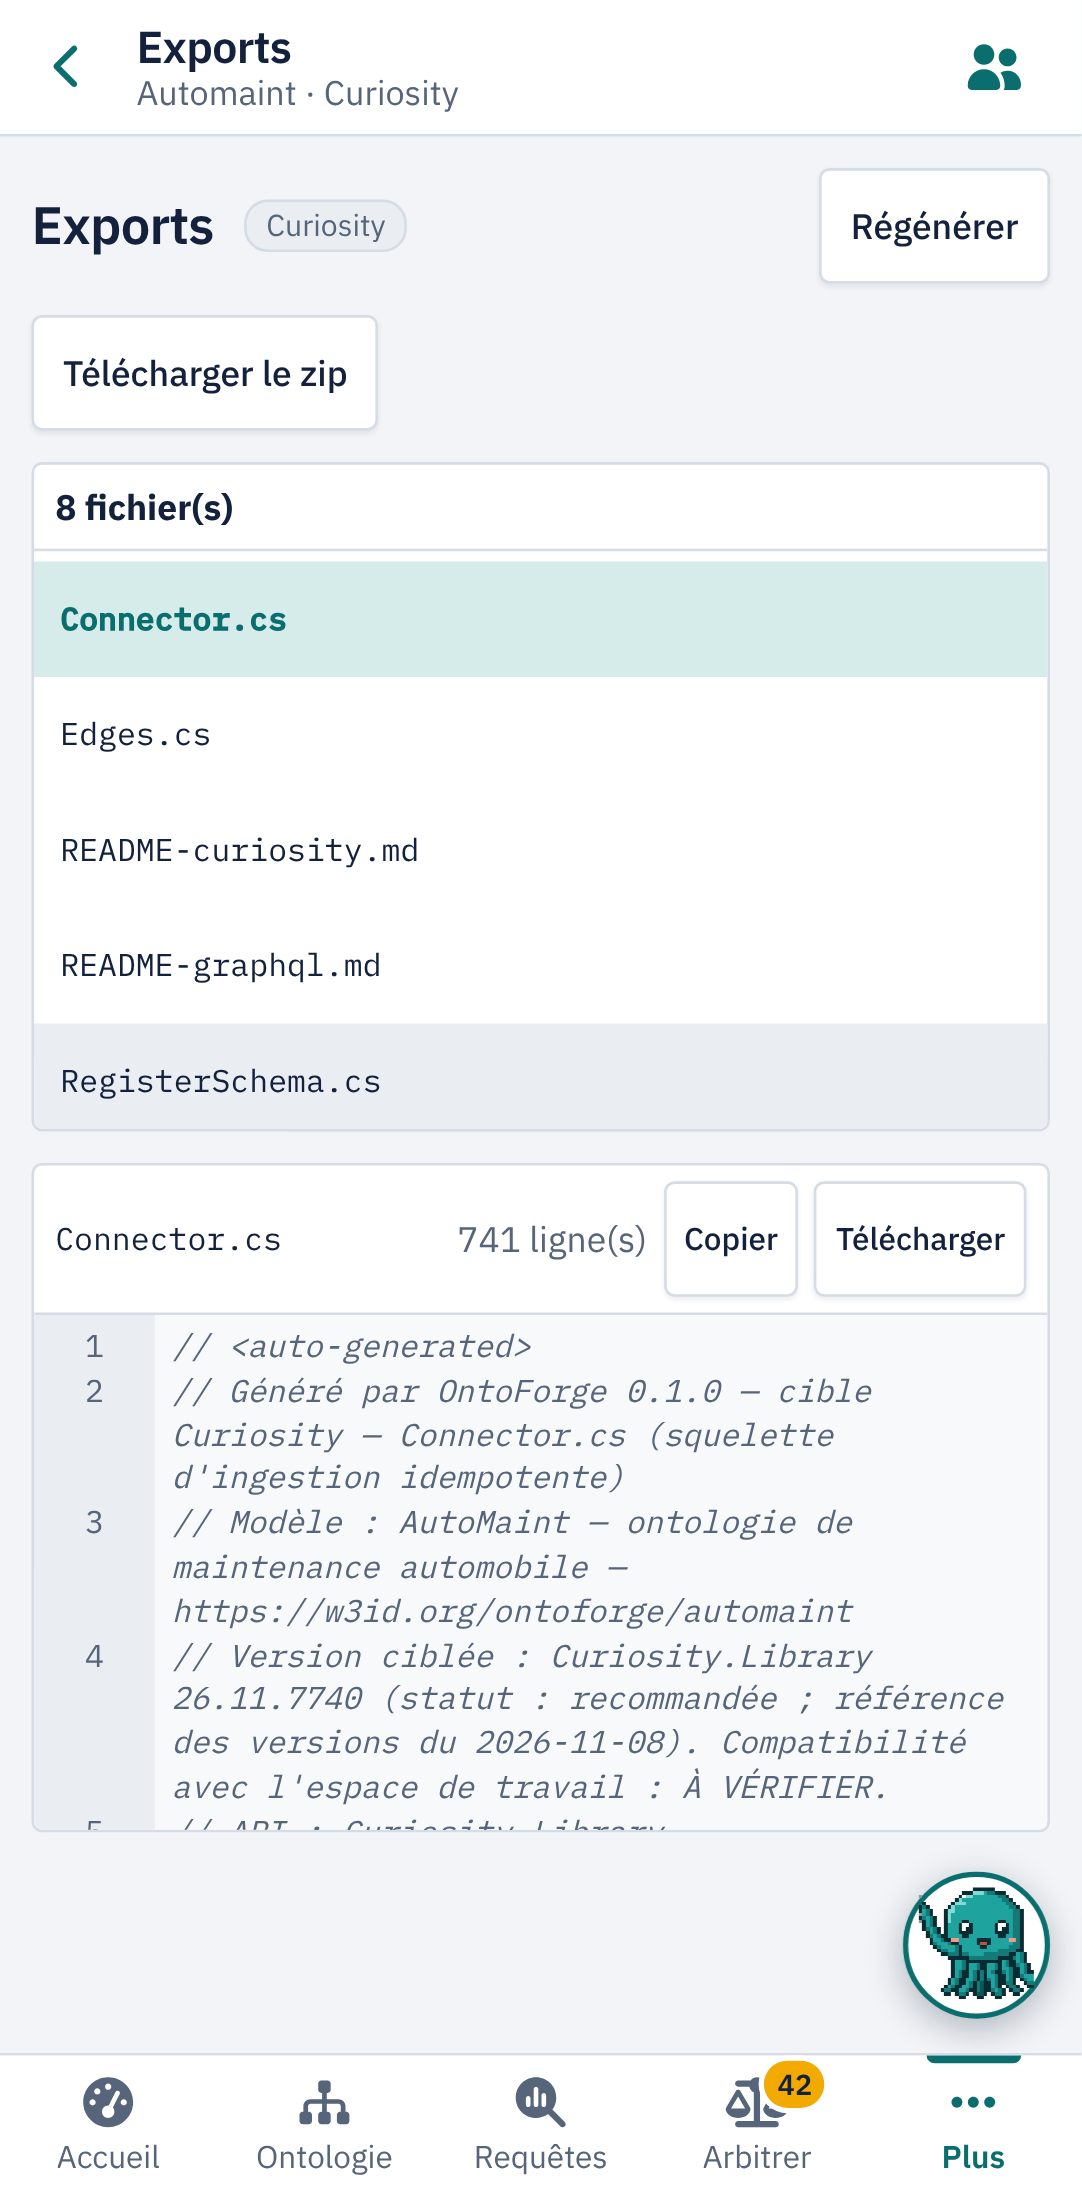 Exports
Automaint · Curiosity
Exports
Curiosity
Régénérer
Télécharger le zip
8 fichier(s)
Connector.cs
Edges.cs
README-curiosity.md
README-graphql.md
RegisterSchema.cs
Connector.cs
741 ligne(s)
Copier
Télécharger
1 // <auto-generated>
2 // Généré par OntoForge 0.1.0 — cible
Curiosity — Connector.cs (squelette
d'ingestion idempotente)
3 // Modèle : AutoMaint — ontologie de
maintenance automobile —
https://w3id.org/ontoforge/automaint
4 // Version ciblée : Curiosity.Library
26.11.7740 (statut : recommandée ; référence
des versions du 2026-11-08). Compatibilité
avec l'espace de travail : À VÉRIFIER.
5 // API : Curiosity.Library
42
Accueil
Ontologie
Requêtes
Arbitrer
Plus